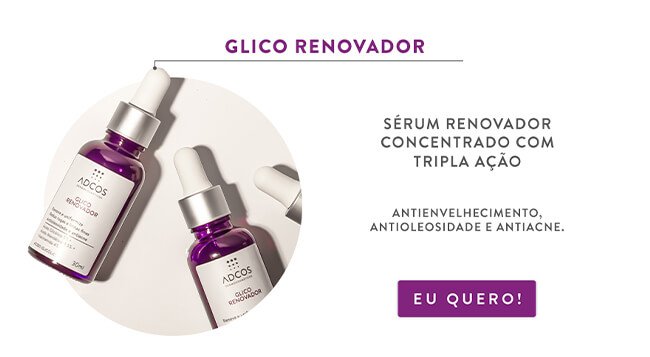 GLICO RENOVADOR
SÉRUM RENOVADOR
CONCENTRADO COM
TRIPLA AÇÃO
ANTIENVELHECIMENTO,
ANTIOLEOSIDADE E ANTIACNE.
EU QUERO!
ADCOS
GLICO
RENOVADOR
30ml
ADCOS
GLICO
RENOVADOR